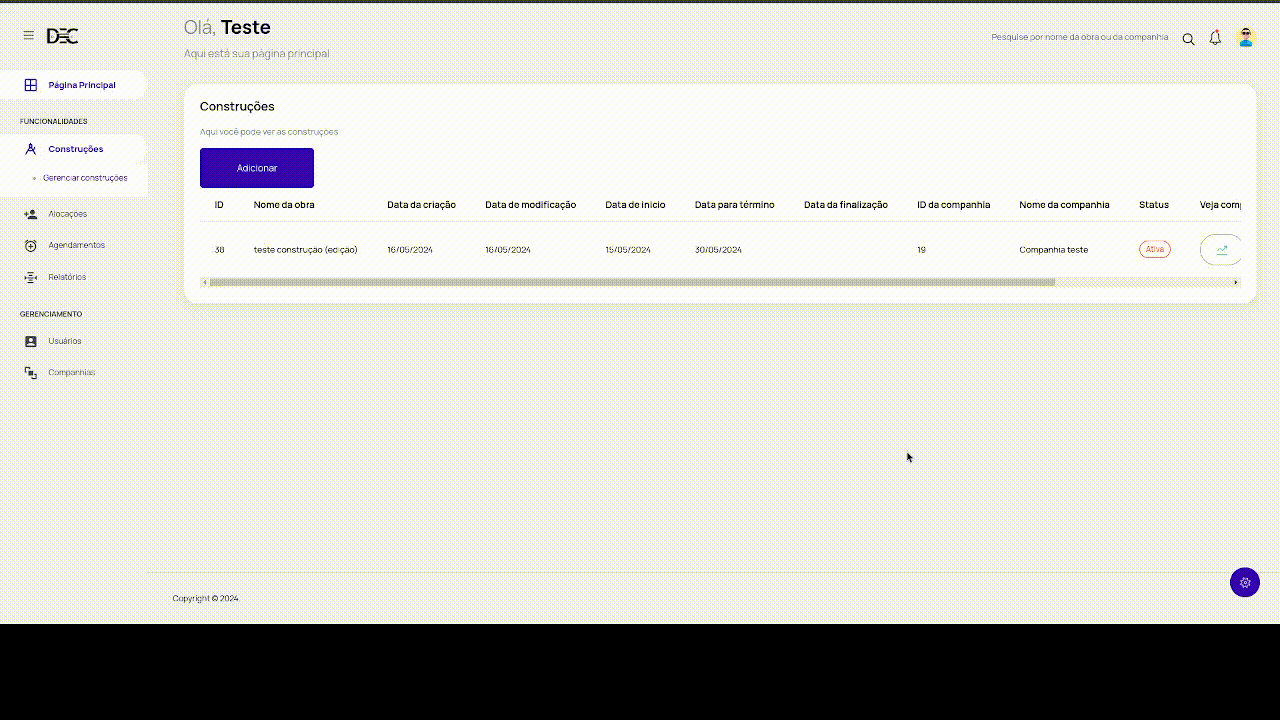 Olá, Teste
Aqui está sua página principal
Pesquise por nome da obra ou da companhia
DEC
Página Principal
FUNCIONALIDADES
Construções
» Gerenciar construções
Alocações
Agendamentos
Relatórios
GERENCIAMENTO
Usuários
Companhias
Construções
Aqui você pode ver as construções
Adicionar
ID Nome da obra Data da criação Data de modificação Data de inicio Data para término Data da finalização ID da companhia Nome da companhia Status Veja comp
38 teste construção (edição) 16/05/2024 16/05/2024 15/05/2024 30/05/2024 19 Companhia teste Ativa
Copyright © 2024.